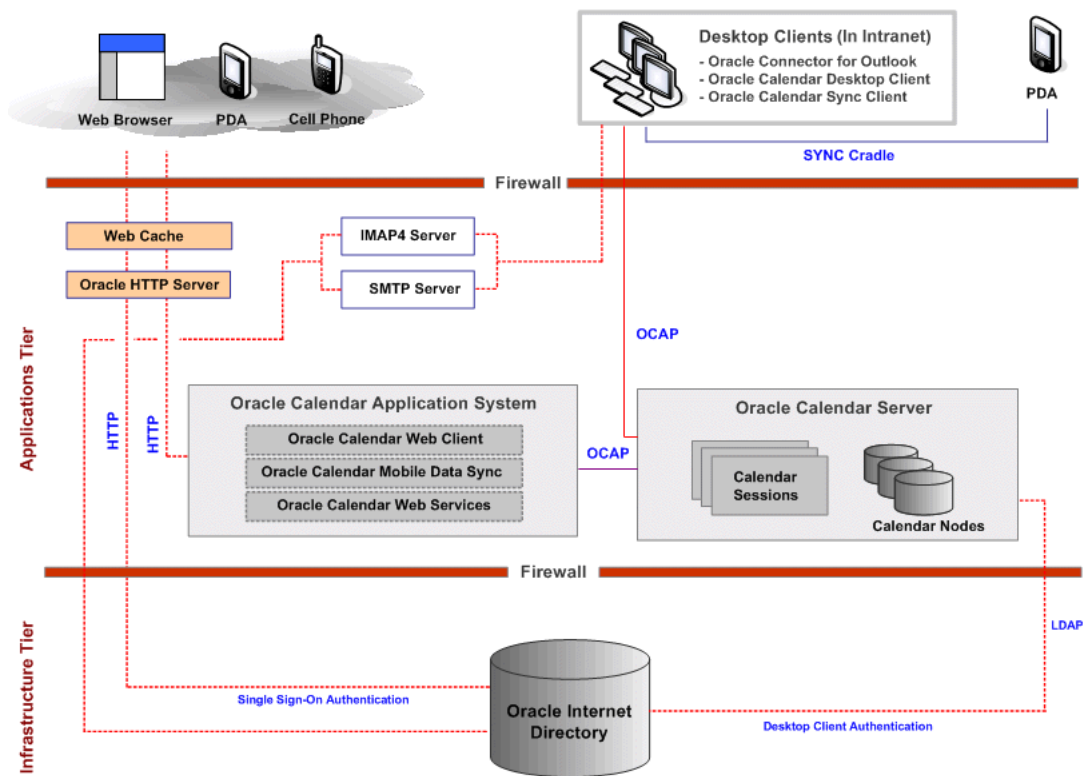 Web Browser
PDA
Cell Phone
Desktop Clients (In Intranet)
- Oracle Connector for Outlook
- Oracle Calendar Desktop Client
- Oracle Calendar Sync Client
PDA
SYNC Cradle
Firewall
Web Cache
Oracle HTTP Server
IMAP4 Server
SMTP Server
OCAP
Applications Tier
HTTP
HTTP
Oracle Calendar Application System
Oracle Calendar Web Client
Oracle Calendar Mobile Data Sync
Oracle Calendar Web Services
OCAP
Oracle Calendar Server
Calendar
Sessions
Calendar Nodes
Firewall
Infrastructure Tier
LDAP
Single Sign-On Authentication
Oracle Internet
Directory
Desktop Client Authentication